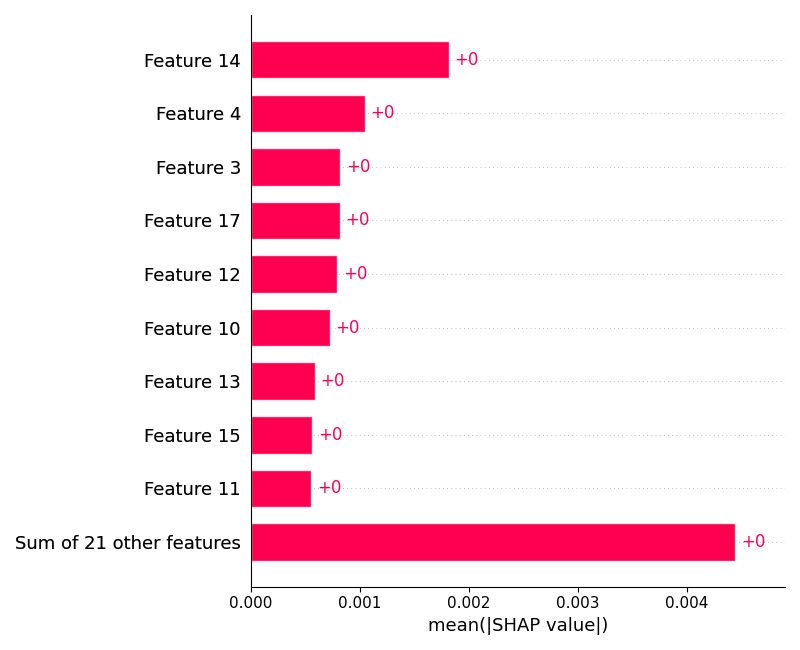 Feature 14 +0
Feature 4 +0
Feature 3 +0
Feature 17 +0
Feature 12 +0
Feature 10 +0
Feature 13 +0
Feature 15 +0
Feature 11 +0
Sum of 21 other features +0
0.000 0.001 0.002 0.003 0.004
mean(|SHAP value|)